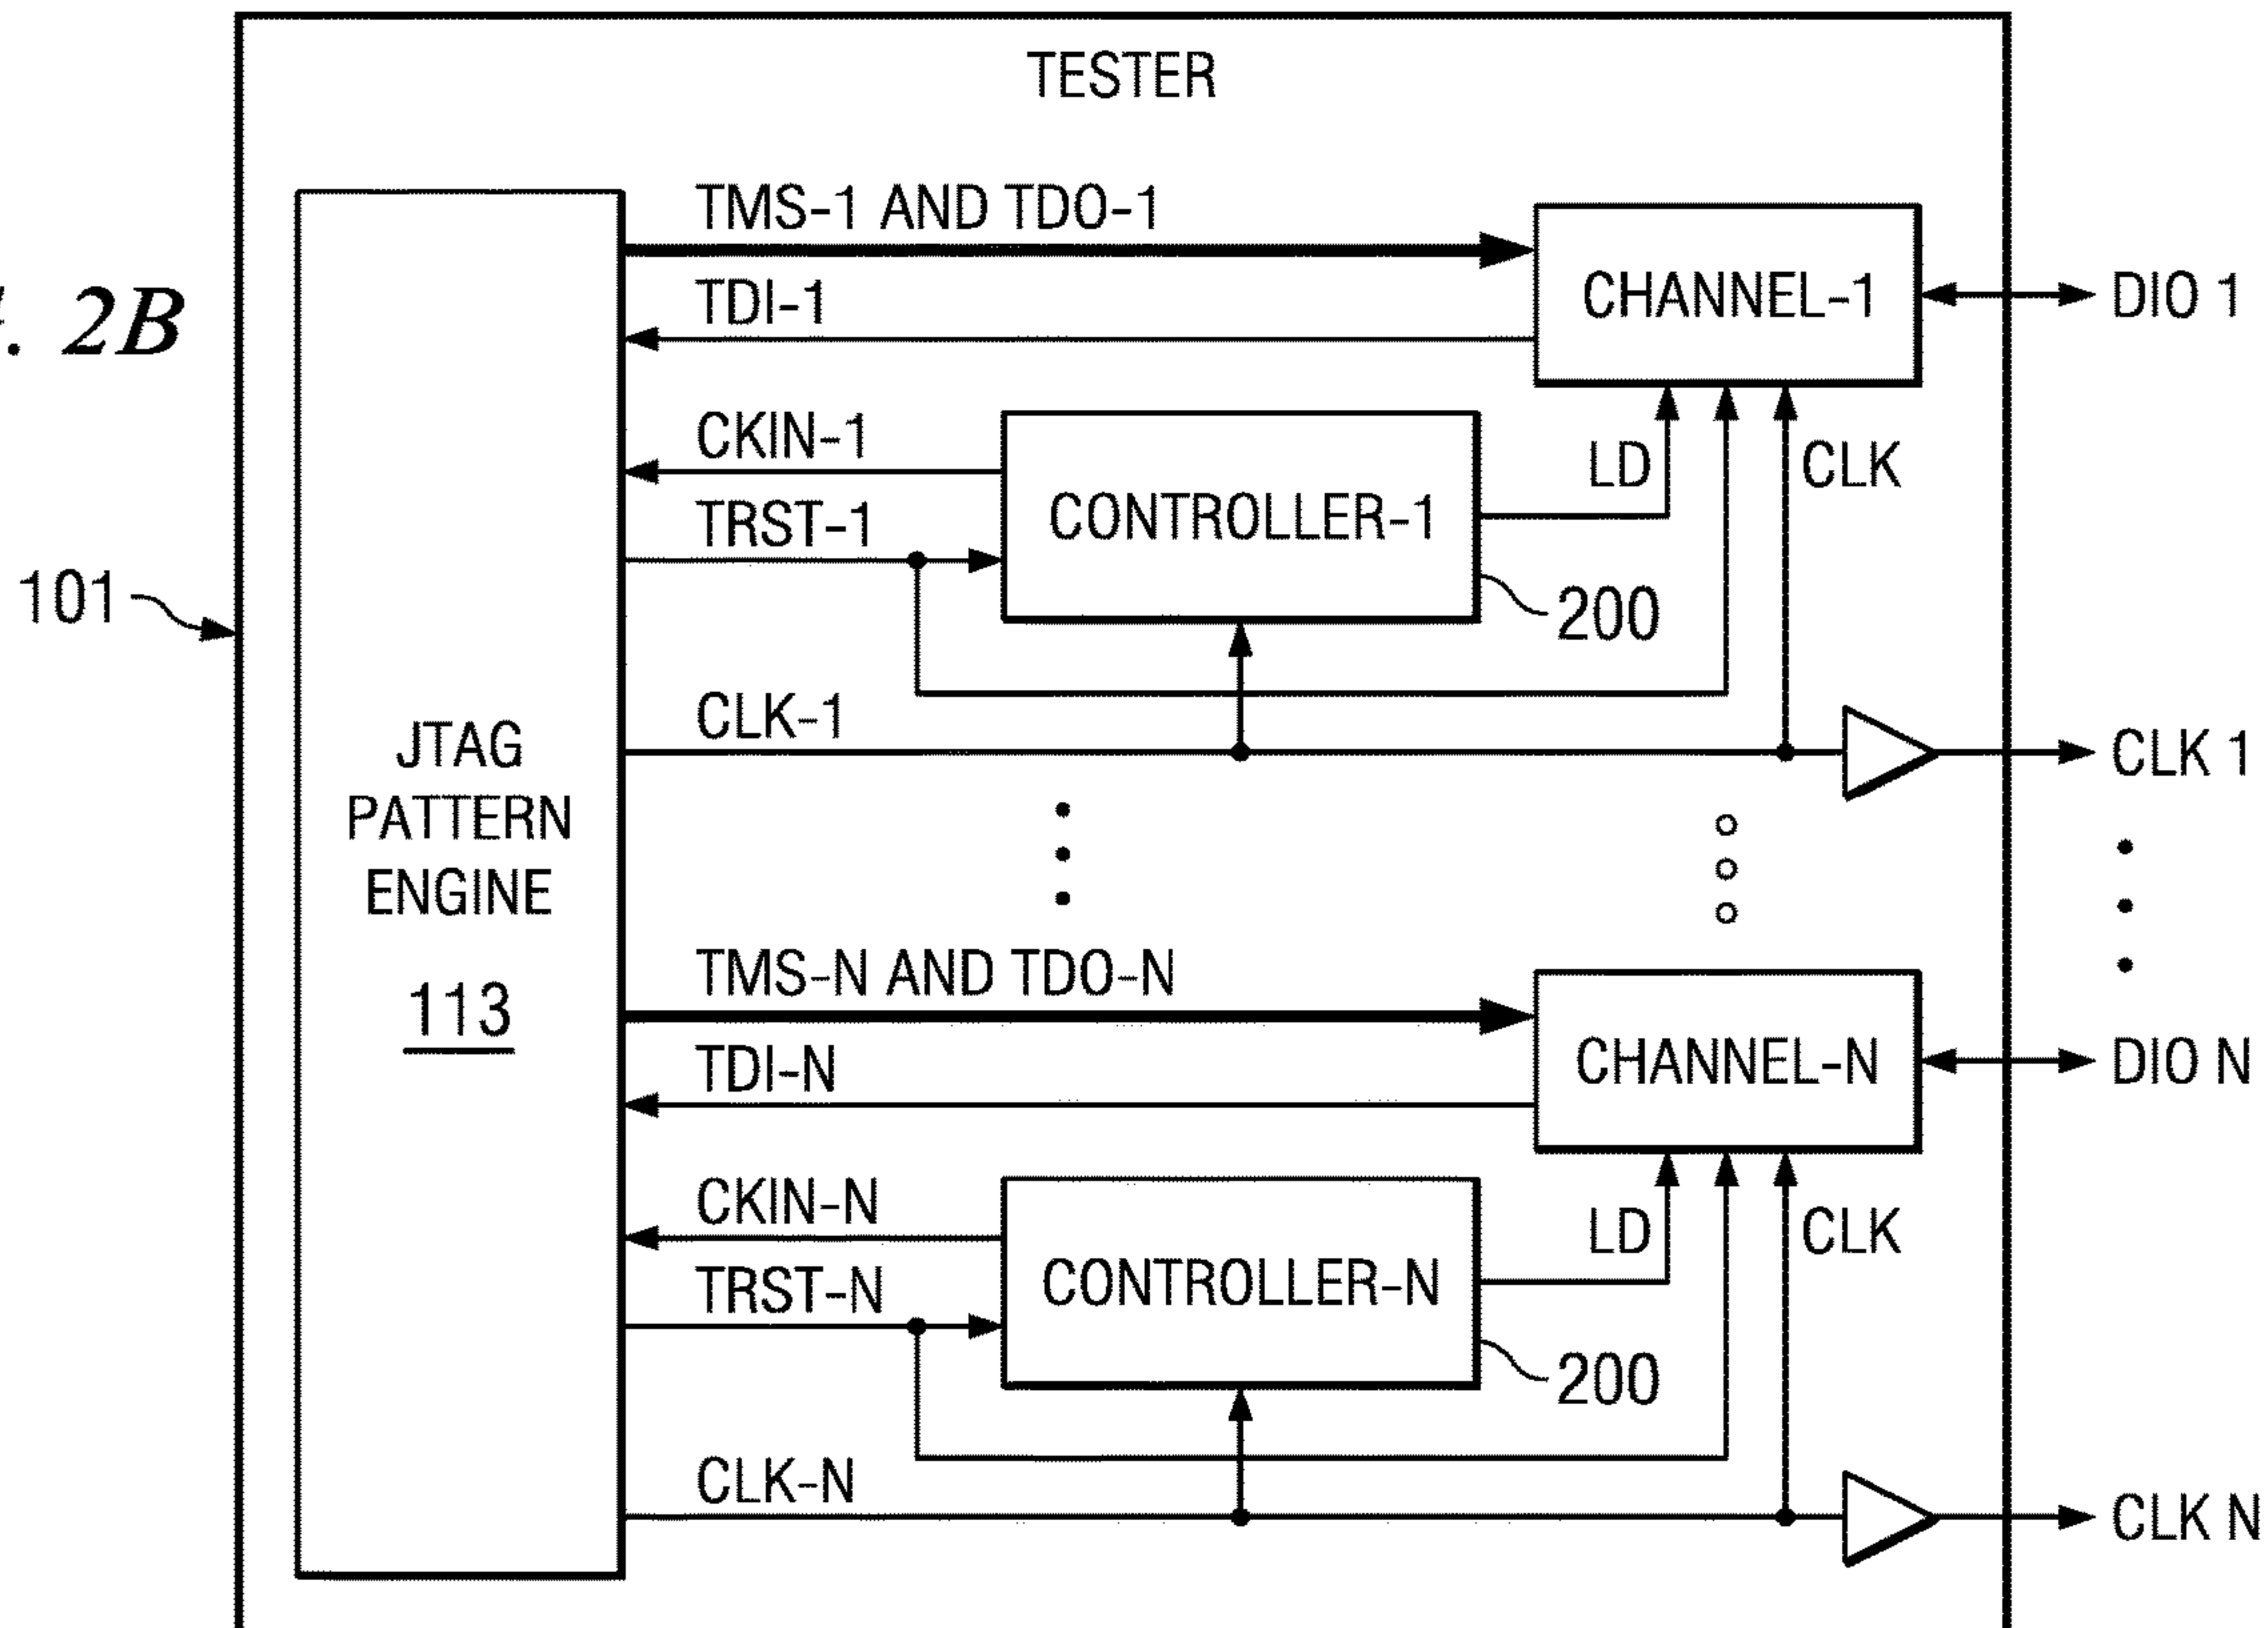 TESTER
TMS-1 AND TDO-1
TDI-1
CHANNEL-1
DIO 1
. 2B
CKIN-1
LD
CLK
CONTROLLER-1
TRST-1
101
200
CLK-1
CLK 1
JTAG
PATTERN
ENGINE
113
TMS-N AND TDO-N
TDI-N
CHANNEL-N
DIO N
CKIN-N
LD
CLK
CONTROLLER-N
TRST-N
200
CLK-N
CLK N